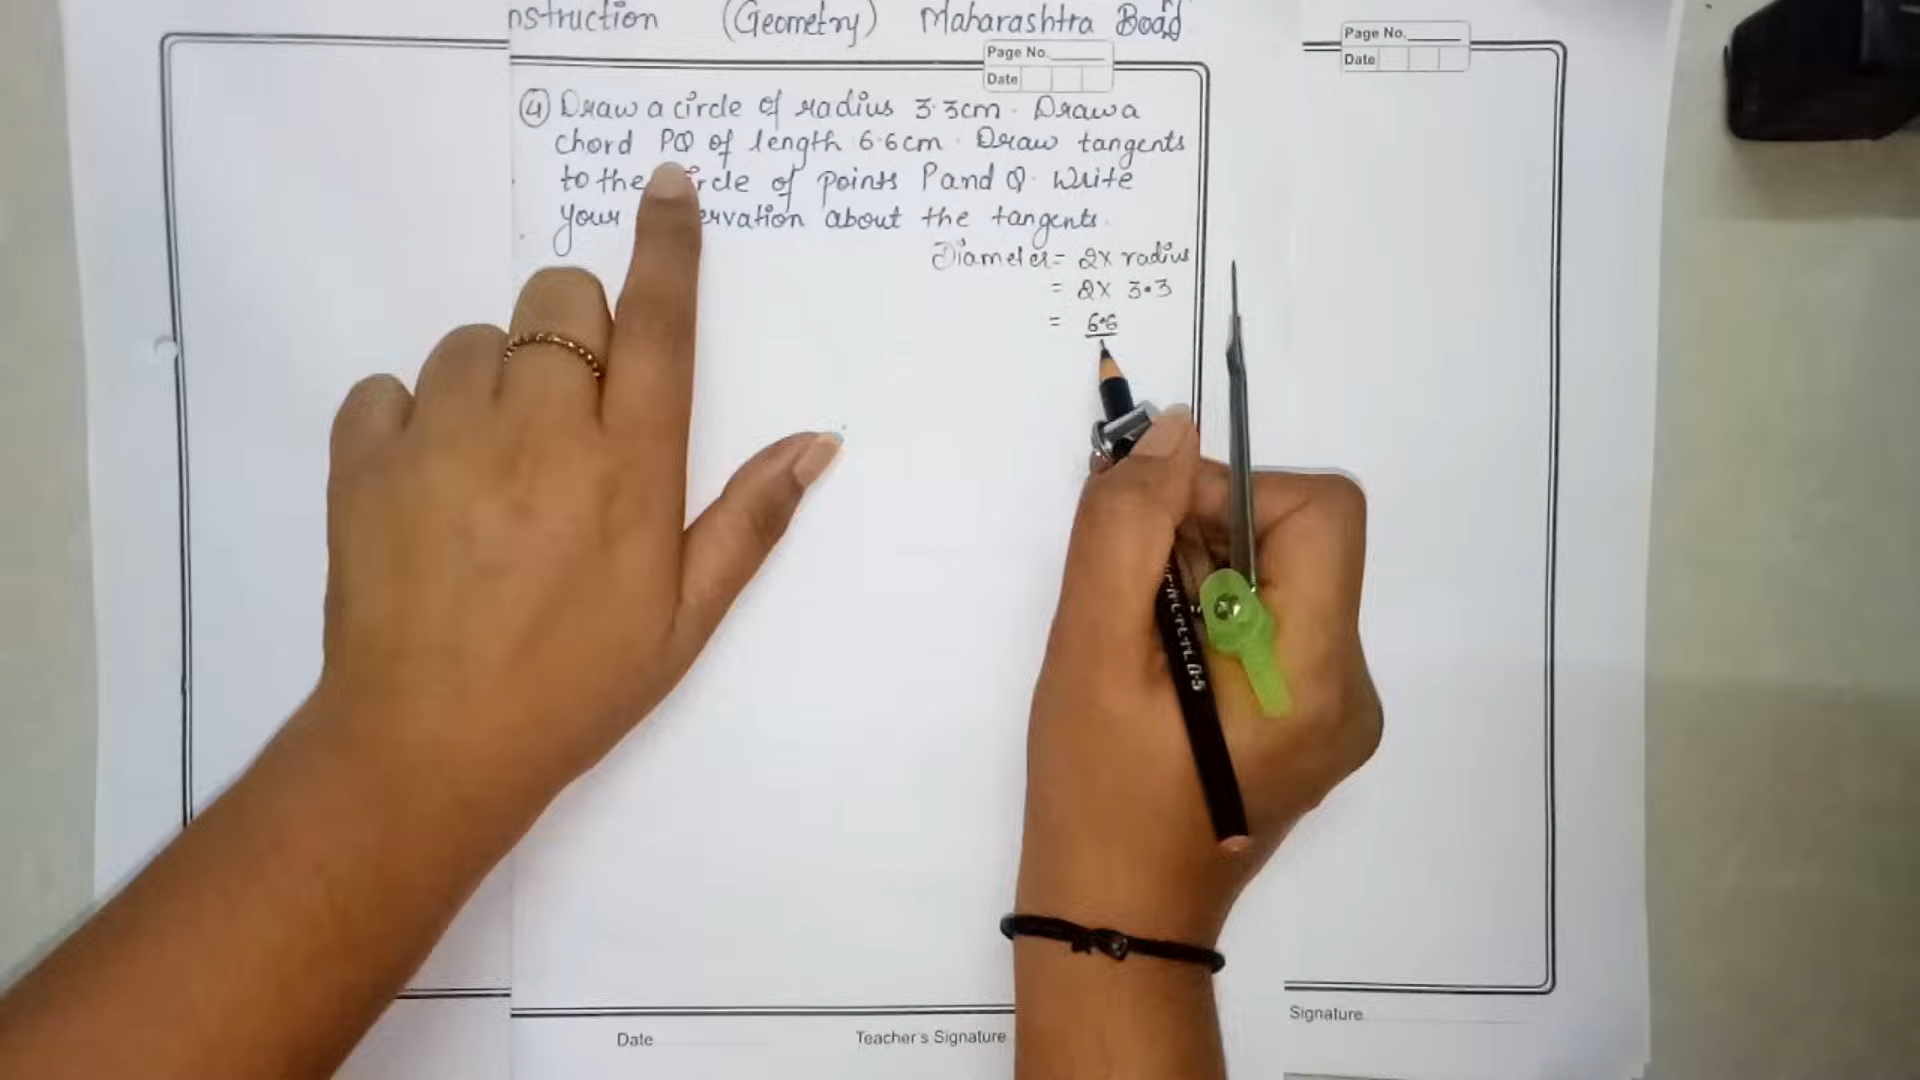 nstruction (Geometry) Maharashtra Board
Page No.
Date
Page No.
Date
4 Draw a circle of radius 3.3cm. Draw a
chord PQ of length 6.6cm. Draw tangents
to the rcle of points P and Q. Write
your ervation about the tangents.
Diameter = 2x radius
= 2x 3.3
= 6.6
Date
Teacher's Signature
Signature